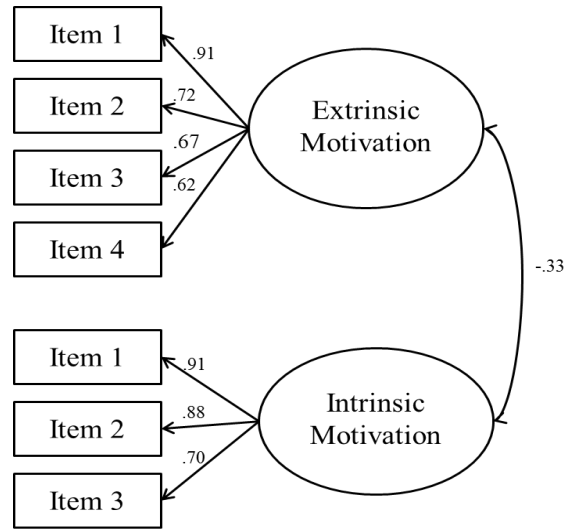 Item 1
.91
Item 2
.72
Extrinsic
Motivation
.67
Item 3
.62
Item 4
-.33
Item 1
.91
Item 2
.88
Intrinsic
Motivation
.70
Item 3